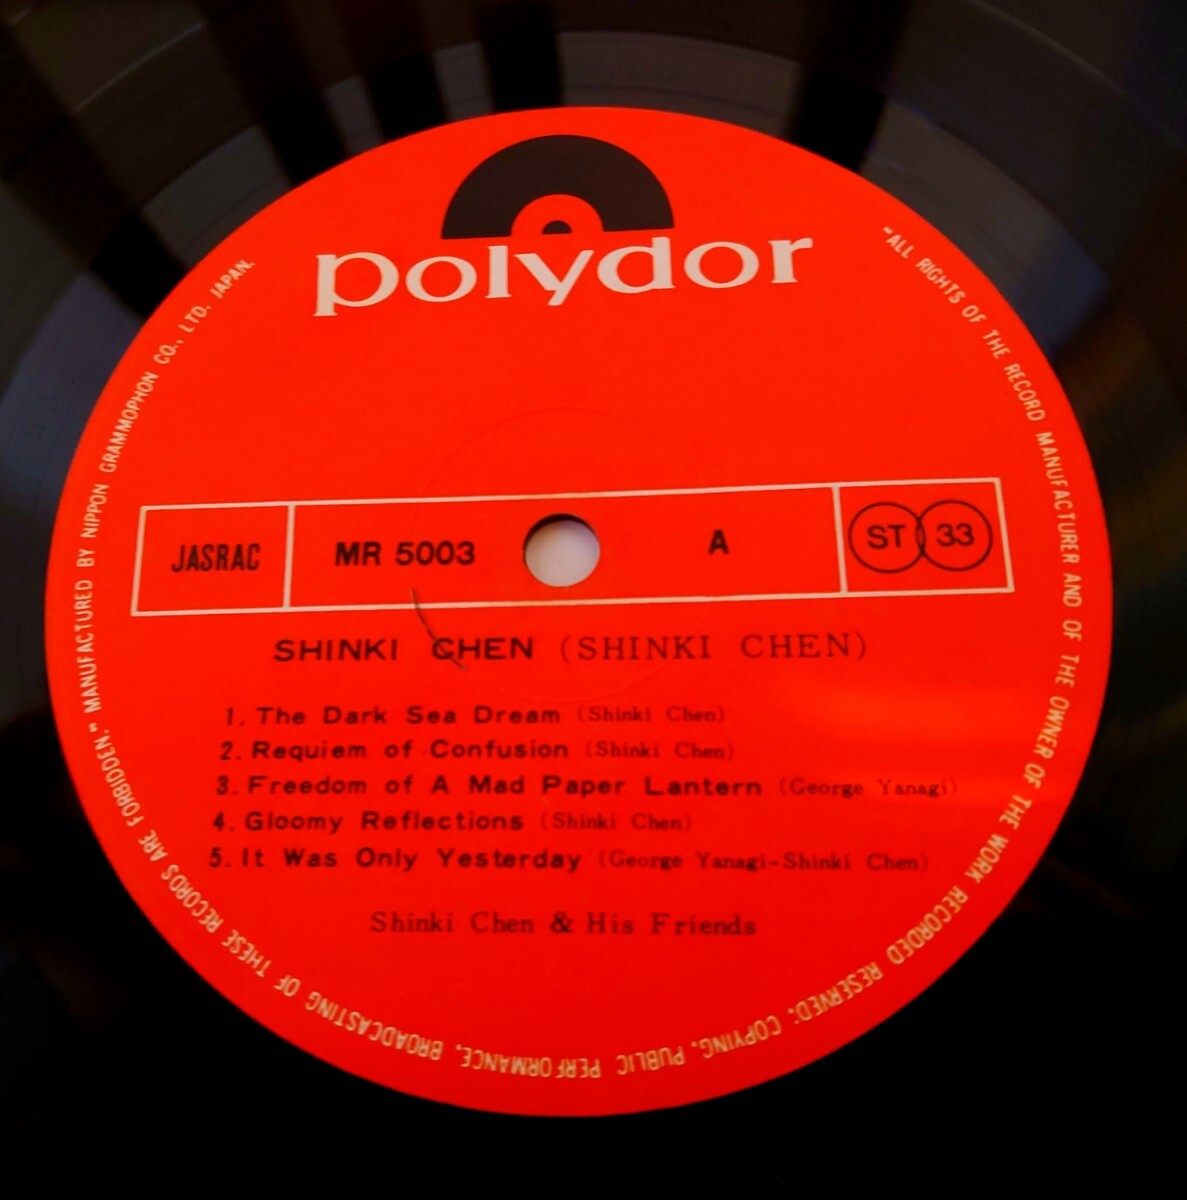 polydor
"ALL RIGHTS OF THE RECORD MANUFACTURER AND OF THE OWNER OF THE WORK RECORDED RESERVED; COPYING, PUBLIC PERFORMANCE, BROADCASTING OF THESE RECORDS ARE FORBIDDEN." MANUFACTURED BY NIPPON GRAMMOPHON CO., LTD. JAPAN.
JASRAC MR 5003 A ST 33
SHINKI CHEN (SHINKI CHEN)
1. The Dark Sea Dream (Shinki Chen)
2. Requiem of Confusion (Shinki Chen)
3. Freedom of A Mad Paper Lantern (George Yanagi)
4. Gloomy Reflections (Shinki Chen)
5. It Was Only Yesterday (George Yanagi-Shinki Chen)
Shinki Chen & His Friends